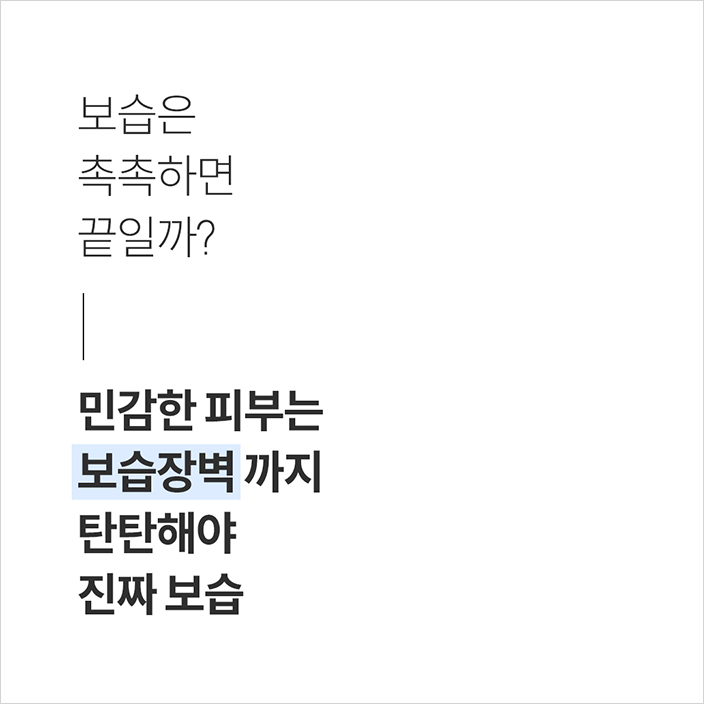 보습은
촉촉하면
끝일까?
민감한 피부는
보습장벽까지
탄탄해야
진짜 보습